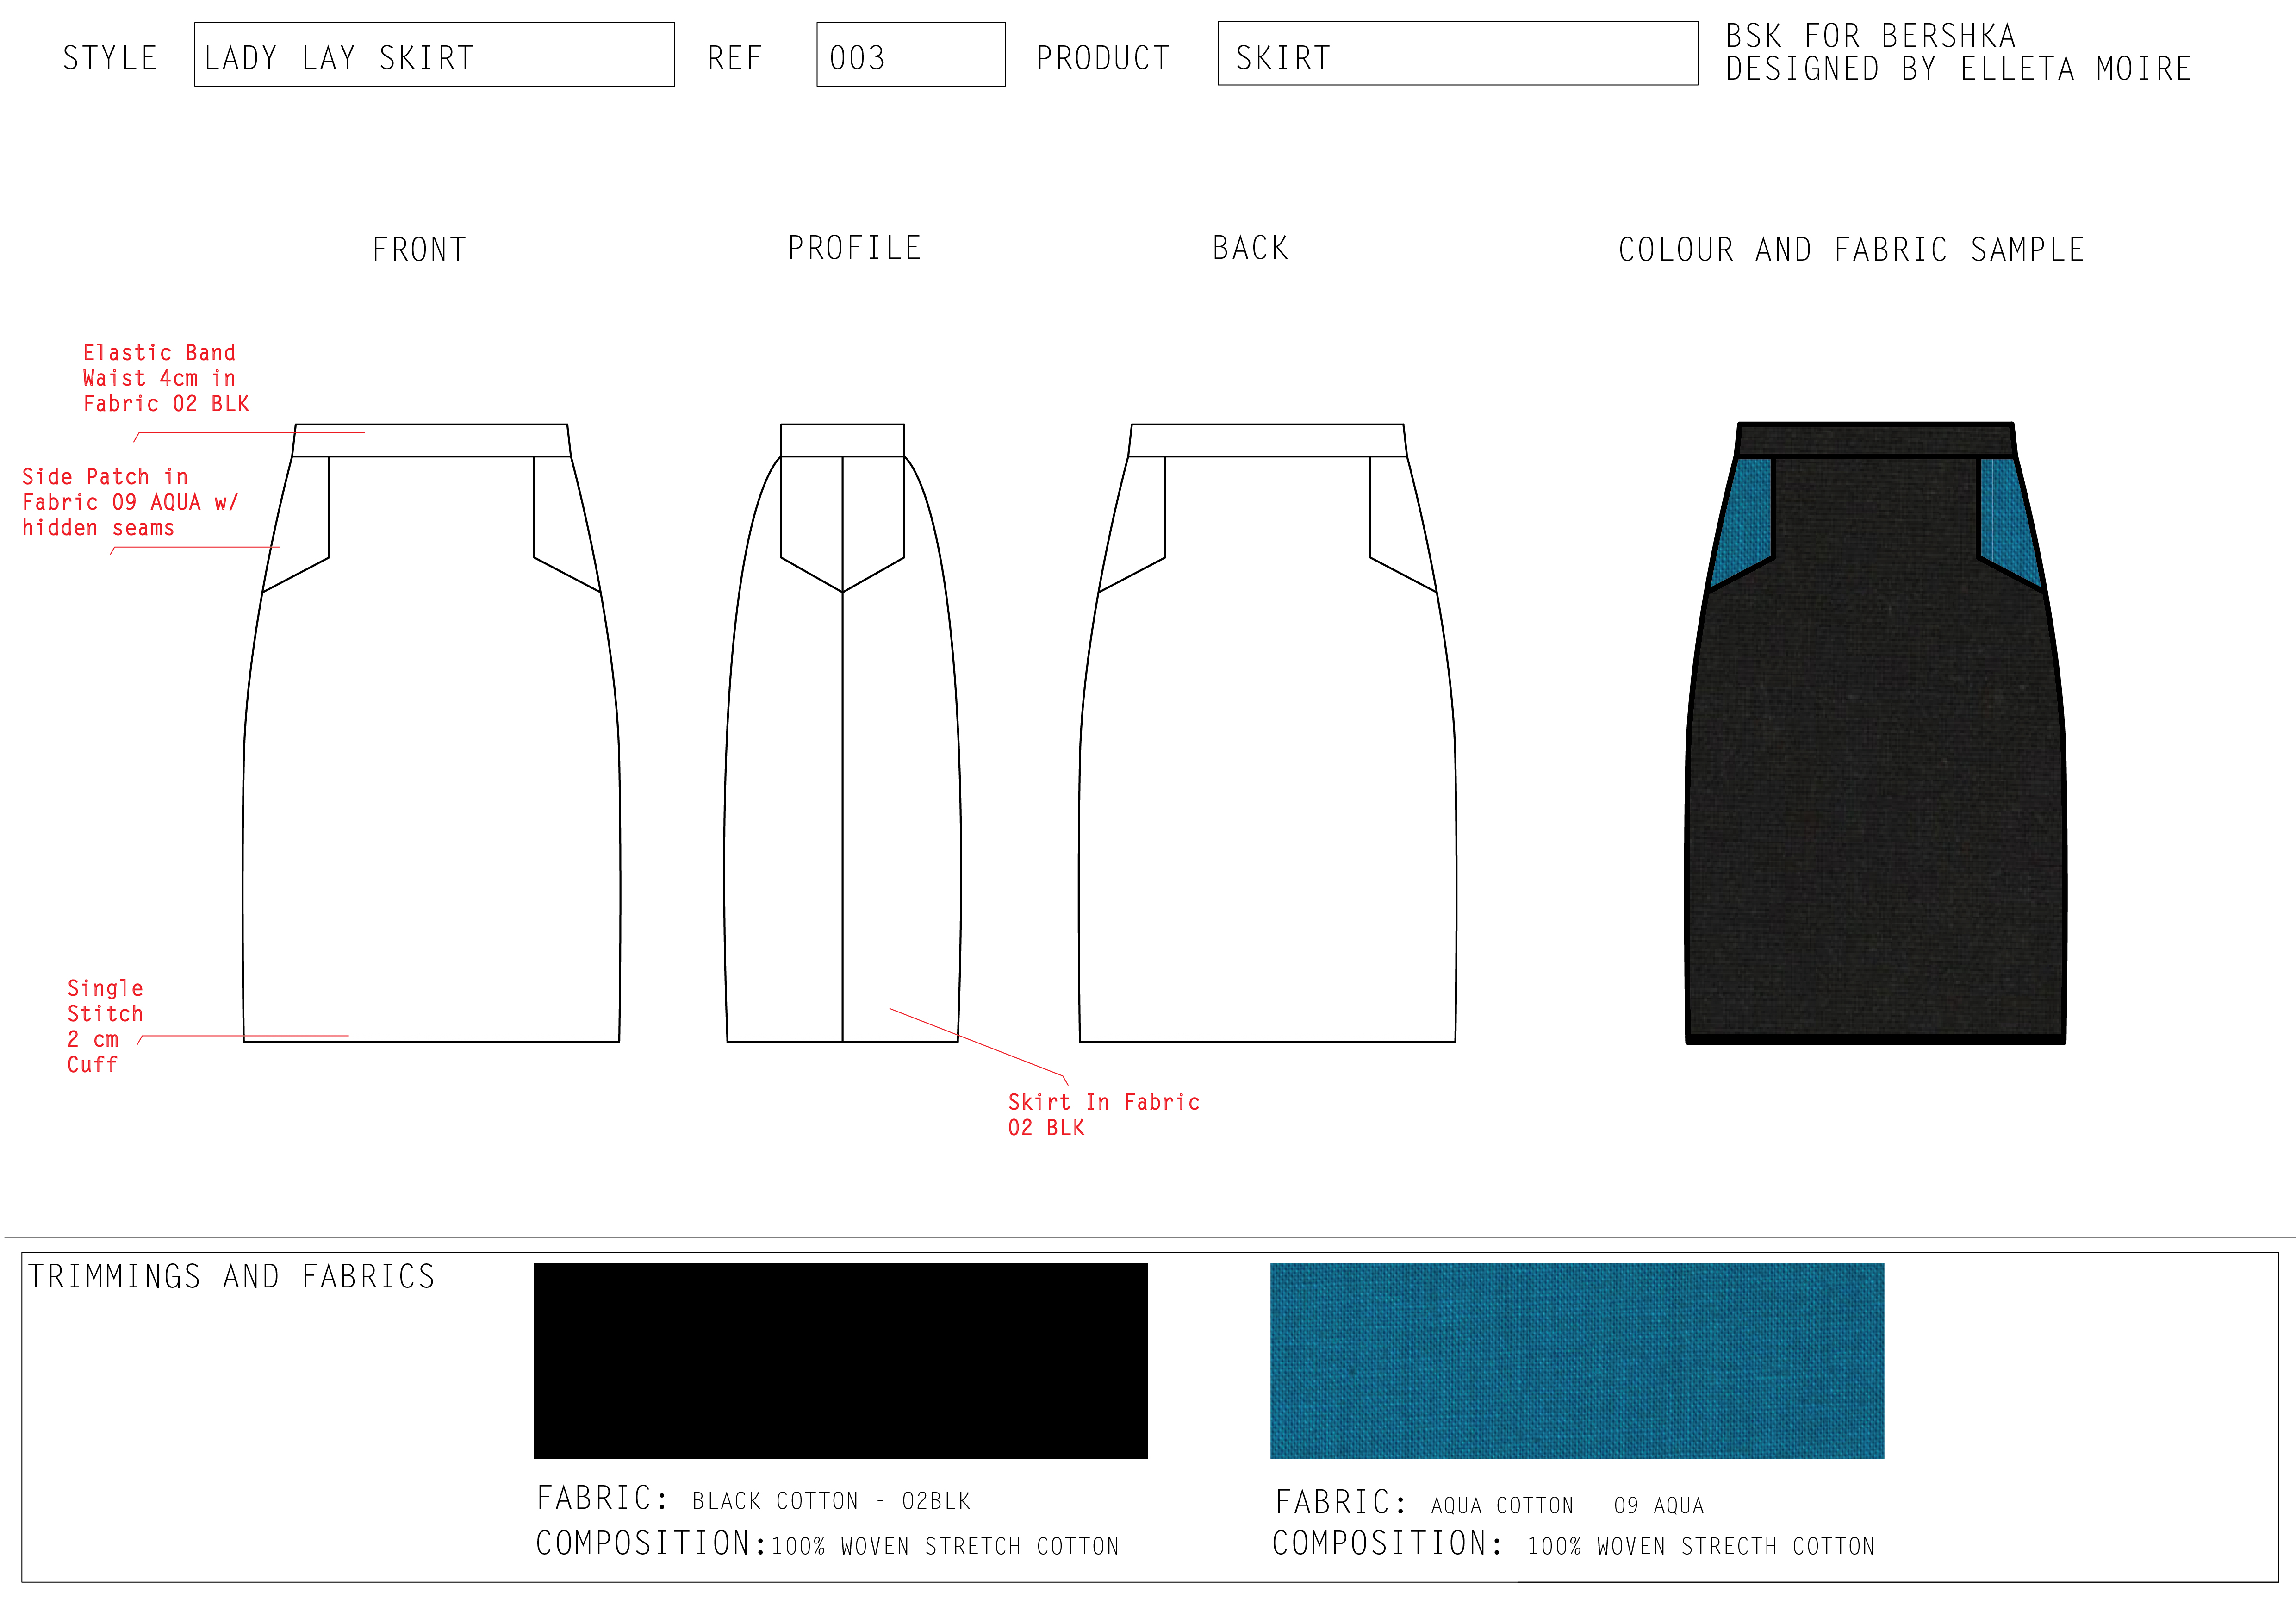 STYLE LADY LAY SKIRT REF 003 PRODUCT SKIRT
BSK FOR BERSHKA
DESIGNED BY ELLETA MOIRE
FRONT PROFILE BACK COLOUR AND FABRIC SAMPLE
Elastic Band
Waist 4cm in
Fabric 02 BLK
Side Patch in
Fabric 09 AQUA w/
hidden seams
Single
Stitch
2 cm
Cuff
Skirt In Fabric
02 BLK
TRIMMINGS AND FABRICS
FABRIC: BLACK COTTON - 02BLK
COMPOSITION:100% WOVEN STRETCH COTTON
FABRIC: AQUA COTTON - 09 AQUA
COMPOSITION: 100% WOVEN STRECTH COTTON